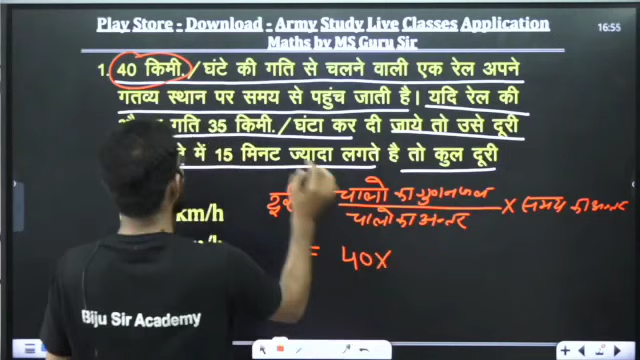 Play Store - Download - Army Study Live Classes Application
Maths by MS Guru Sir
16:55
1. 40 किमी./घंटे की गति से चलने वाली एक रेल अपने
गतव्य स्थान पर समय से पहुंच जाती है। यदि रेल की
गति 35 किमी./घंटा कर दी जाये तो उसे दूरी
में 15 मिनट ज्यादा लगते है तो कुल दूरी
चालो का गुणनफल
चालो का अन्तर × समय का अन्तर
km/h
= 40×
Biju Sir Academy